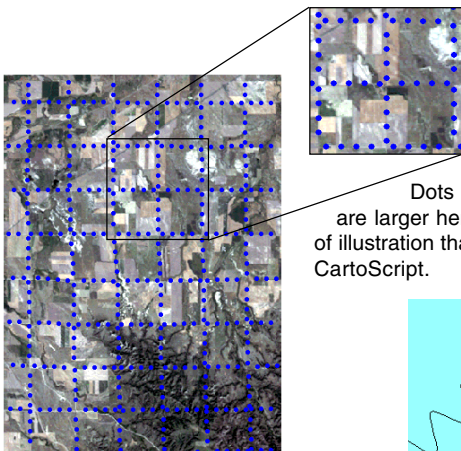 Dots
are larger he
of illustration tha
CartoScript.